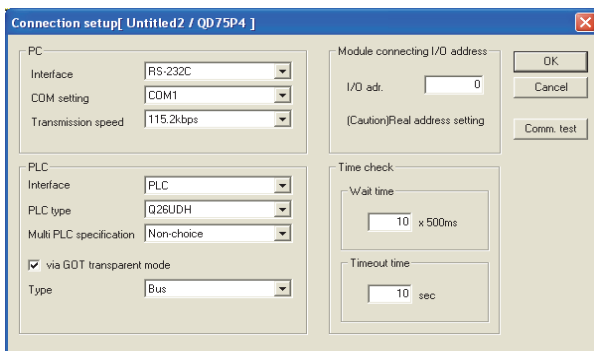 Connection setup[ Untitled2 / QD75P4 ]
PC
Interface RS-232C
COM setting COM1
Transmission speed 115.2kbps
Module connecting I/O address
I/O adr. 0
(Caution)Real address setting
OK
Cancel
Comm. test
PLC
Interface PLC
PLC type Q26UDH
Multi PLC specification Non-choice
via GOT transparent mode
Type Bus
Time check
Wait time
10 x 500ms
Timeout time
10 sec